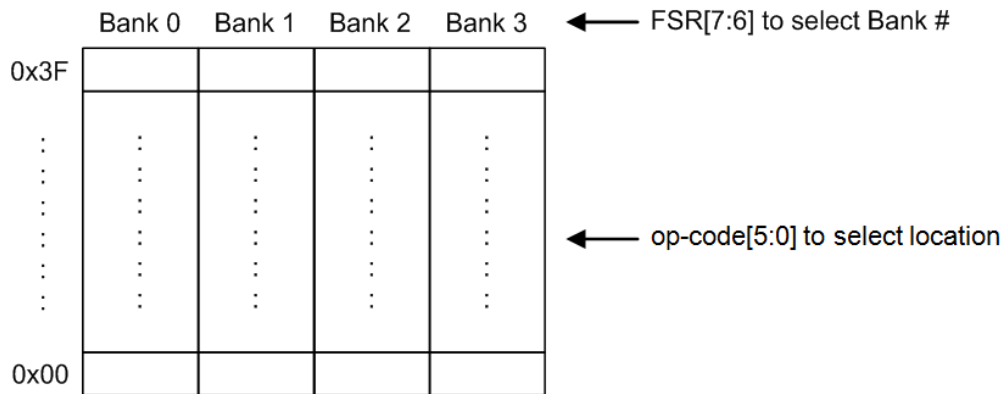 Bank 0 Bank 1 Bank 2 Bank 3 FSR[7:6] to select Bank #
0x3F
op-code[5:0] to select location
0x00